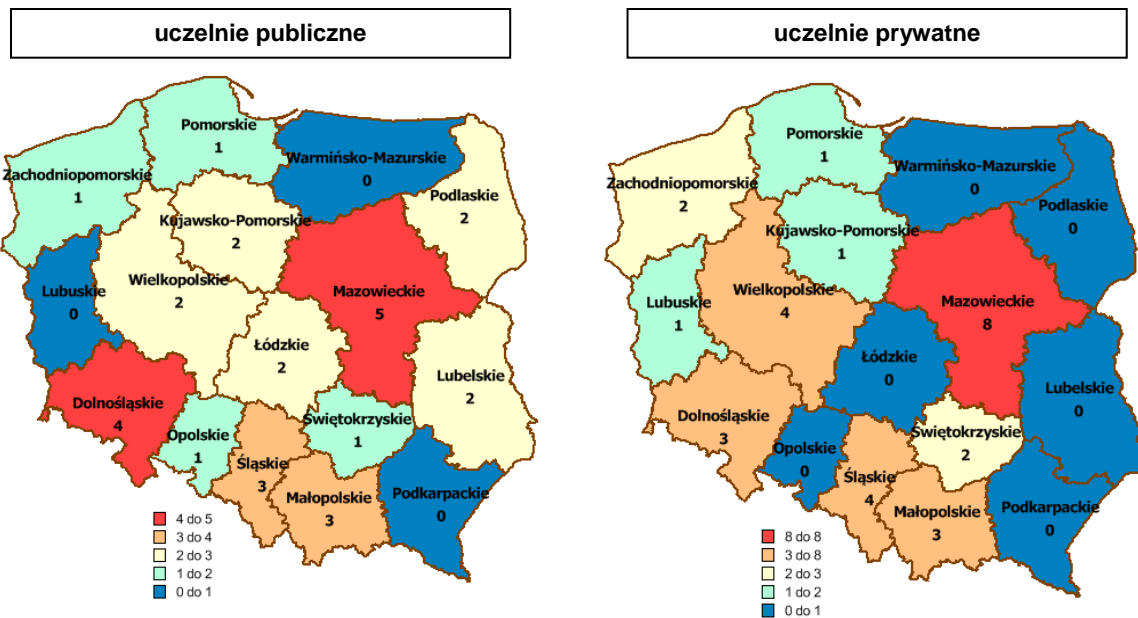 uczelnie publiczne
Pomorskie
1
Warmińsko-Mazurskie
0
Zachodniopomorskie
1
Podlaskie
2
Kujawsko-Pomorskie
2
Lubuskie
0
Wielkopolskie
2
Mazowieckie
5
Łódzkie
2
Lubelskie
2
Dolnośląskie
4
Opolskie
1
Świętokrzyskie
1
Śląskie
3
Małopolskie
3
Podkarpackie
0
4 do 5
3 do 4
2 do 3
1 do 2
0 do 1
uczelnie prywatne
Pomorskie
1
Warmińsko-Mazurskie
0
Zachodniopomorskie
2
Podlaskie
0
Kujawsko-Pomorskie
1
Lubuskie
1
Wielkopolskie
4
Mazowieckie
8
Łódzkie
0
Lubelskie
0
Dolnośląskie
3
Opolskie
0
Świętokrzyskie
2
Śląskie
4
Małopolskie
3
Podkarpackie
0
8 do 8
3 do 8
2 do 3
1 do 2
0 do 1